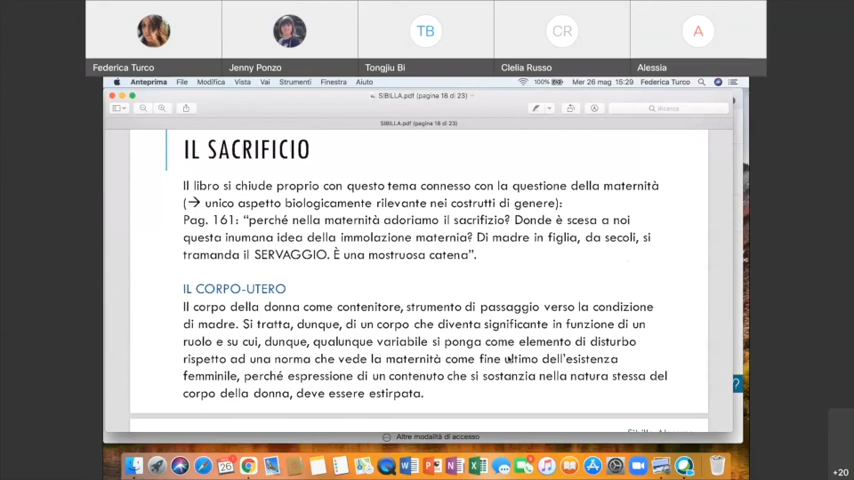 TB
CR
A
Federica Turco
Jenny Ponzo
Tongjiu Bi
Clelia Russo
Alessia
Anteprima File Modifica Vista Vai Strumenti Finestra Aiuto
100% Mer 26 mag 15:29 Federica Turco
SIBILLA.pdf (pagina 18 di 23)
Ricerca
SIBILLA.pdf (pagina 18 di 23)
IL SACRIFICIO
Il libro si chiude proprio con questo tema connesso con la questione della maternità
(→ unico aspetto biologicamente rilevante nei costrutti di genere):
Pag. 161: “perché nella maternità adoriamo il sacrifizio? Donde è scesa a noi
questa inumana idea della immolazione materna? Di madre in figlia, da secoli, si
tramanda il SERVAGGIO. È una mostruosa catena”.
IL CORPO-UTERO
Il corpo della donna come contenitore, strumento di passaggio verso la condizione
di madre. Si tratta, dunque, di un corpo che diventa significante in funzione di un
ruolo e su cui, dunque, qualunque variabile si ponga come elemento di disturbo
rispetto ad una norma che vede la maternità come fine ultimo dell’esistenza
femminile, perché espressione di un contenuto che si sostanzia nella natura stessa del
corpo della donna, deve essere estirpata.
Altre modalità di accesso
?
26
+20